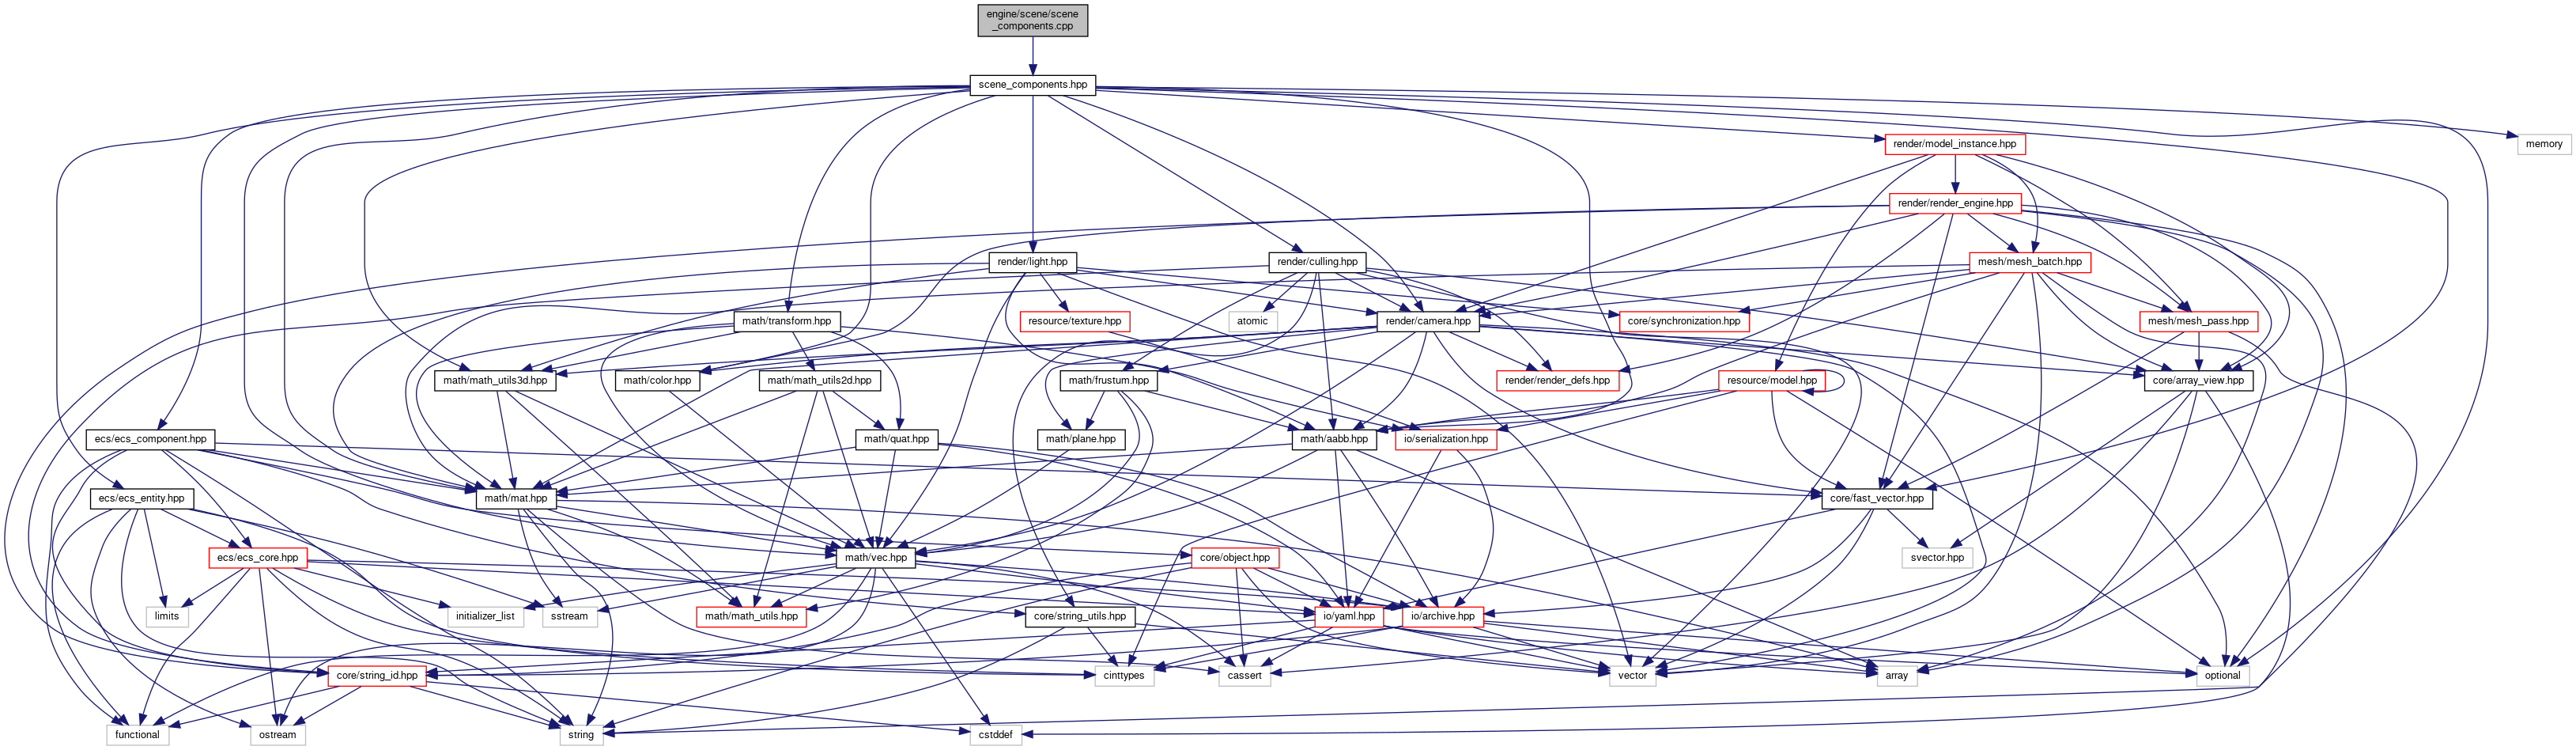 engine/scene/scene
_components.cpp
scene_components.hpp
render/model_instance.hpp
memory
render/render_engine.hpp
render/light.hpp
render/culling.hpp
mesh/mesh_batch.hpp
math/transform.hpp
resource/texture.hpp
atomic
render/camera.hpp
core/synchronization.hpp
mesh/mesh_pass.hpp
math/math_utils3d.hpp
math/color.hpp
math/math_utils2d.hpp
math/frustum.hpp
render/render_defs.hpp
resource/model.hpp
core/array_view.hpp
ecs/ecs_component.hpp
math/quat.hpp
math/plane.hpp
math/aabb.hpp
io/serialization.hpp
ecs/ecs_entity.hpp
math/mat.hpp
core/fast_vector.hpp
ecs/ecs_core.hpp
math/vec.hpp
core/object.hpp
svector.hpp
limits
initializer_list
sstream
math/math_utils.hpp
core/string_utils.hpp
io/yaml.hpp
io/archive.hpp
core/string_id.hpp
cinttypes
cassert
vector
array
optional
functional
ostream
string
cstddef